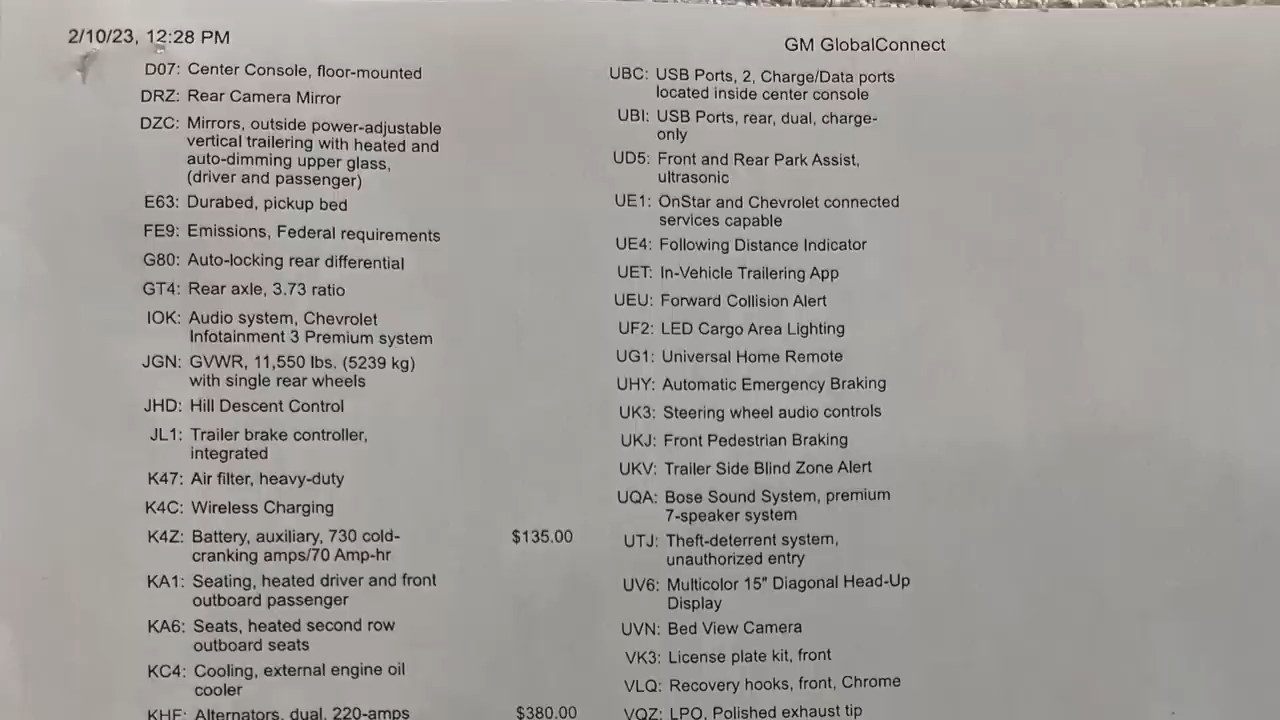 2/10/23, 12:28 PM
GM GlobalConnect
D07: Center Console, floor-mounted
DRZ: Rear Camera Mirror
DZC: Mirrors, outside power-adjustable
vertical trailering with heated and
auto-dimming upper glass,
(driver and passenger)
E63: Durabed, pickup bed
FE9: Emissions, Federal requirements
G80: Auto-locking rear differential
GT4: Rear axle, 3.73 ratio
IOK: Audio system, Chevrolet
Infotainment 3 Premium system
JGN: GVWR, 11,550 lbs. (5239 kg)
with single rear wheels
JHD: Hill Descent Control
JL1: Trailer brake controller,
integrated
K47: Air filter, heavy-duty
K4C: Wireless Charging
K4Z: Battery, auxiliary, 730 cold- $135.00
cranking amps/70 Amp-hr
KA1: Seating, heated driver and front
outboard passenger
KA6: Seats, heated second row
outboard seats
KC4: Cooling, external engine oil
cooler
KHF: Alternators, dual, 220-amps $380.00
UBC: USB Ports, 2, Charge/Data ports
located inside center console
UBI: USB Ports, rear, dual, charge-
only
UD5: Front and Rear Park Assist,
ultrasonic
UE1: OnStar and Chevrolet connected
services capable
UE4: Following Distance Indicator
UET: In-Vehicle Trailering App
UEU: Forward Collision Alert
UF2: LED Cargo Area Lighting
UG1: Universal Home Remote
UHY: Automatic Emergency Braking
UK3: Steering wheel audio controls
UKJ: Front Pedestrian Braking
UKV: Trailer Side Blind Zone Alert
UQA: Bose Sound System, premium
7-speaker system
UTJ: Theft-deterrent system,
unauthorized entry
UV6: Multicolor 15" Diagonal Head-Up
Display
UVN: Bed View Camera
VK3: License plate kit, front
VLQ: Recovery hooks, front, Chrome
VQZ: LPO, Polished exhaust tip